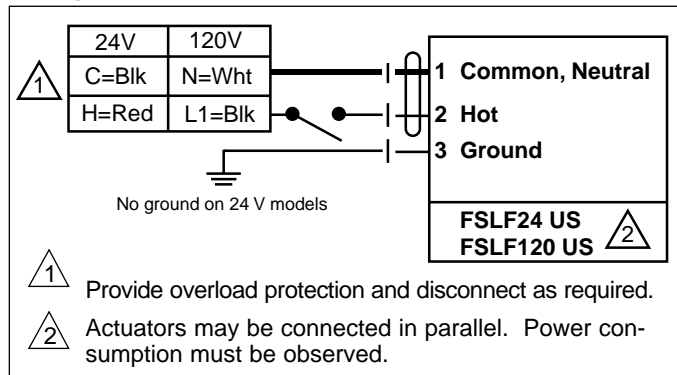 24V 120V
C=Blk N=Wht
1
H=Red L1=Blk
1 Common, Neutral
2 Hot
3 Ground
No ground on 24 V models
FSLF24 US
FSLF120 US
2
1
Provide overload protection and disconnect as required.
2
Actuators may be connected in parallel. Power con-
sumption must be observed.